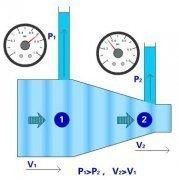 P₁
P₂
1
2
V₁
V₂
P₁>P₂ , V₂>V₁